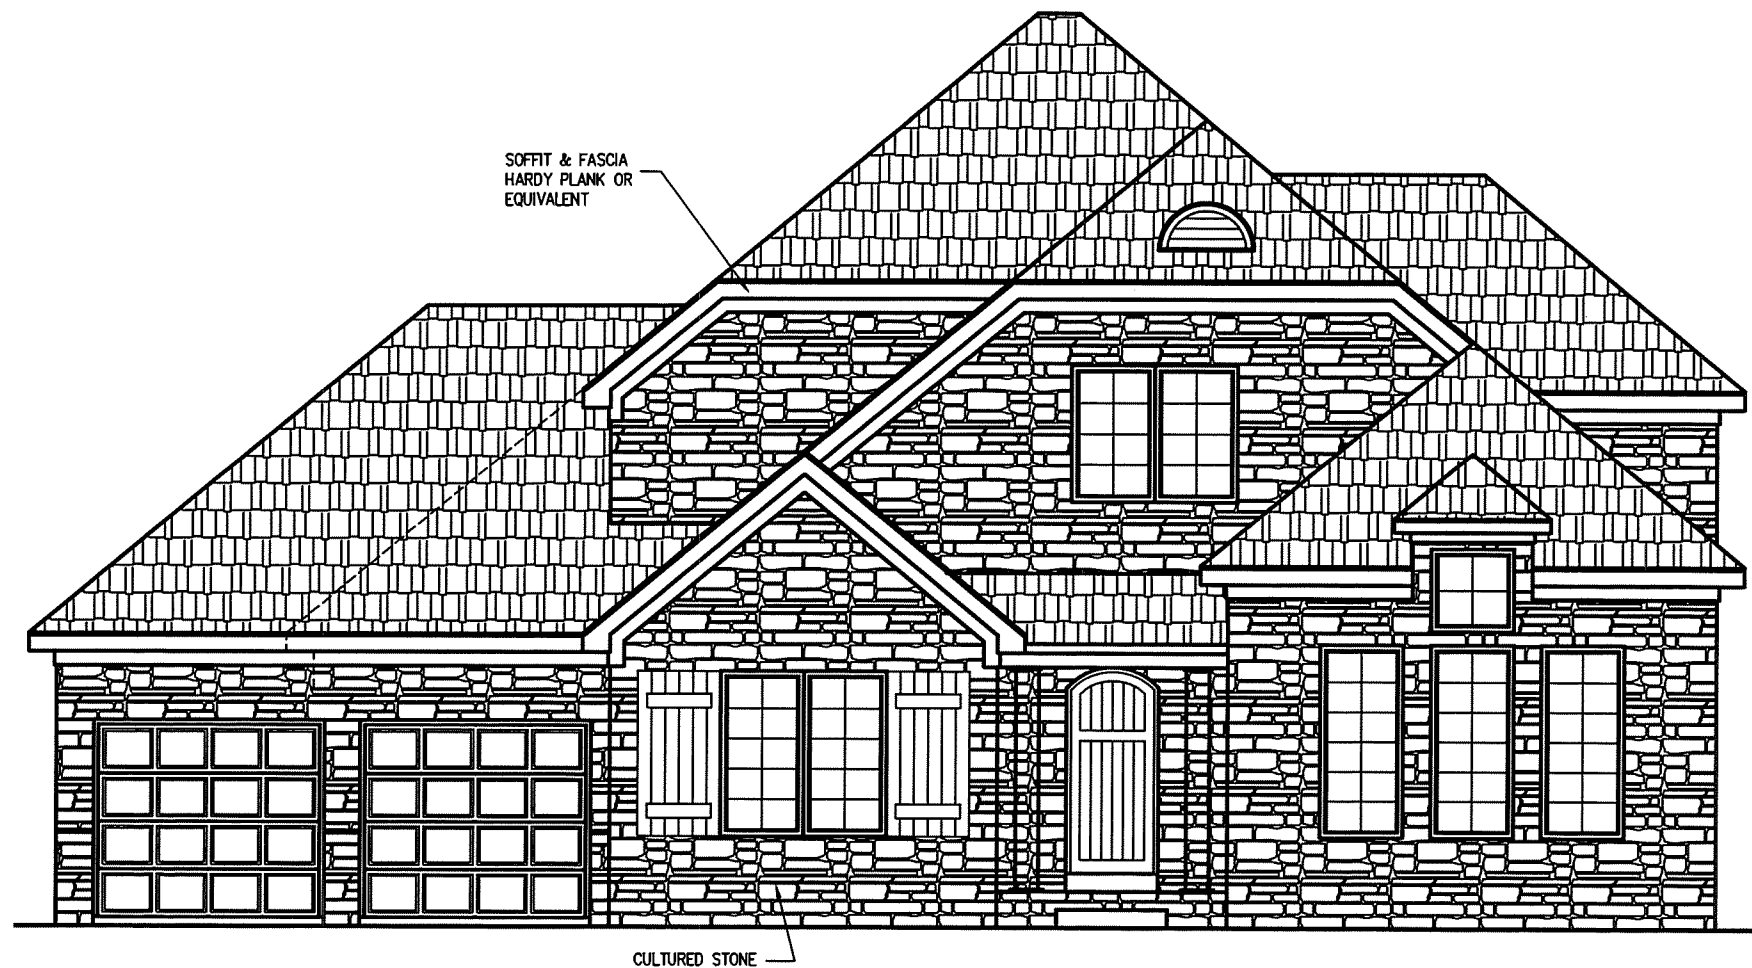 SOFFIT & FASCIA
HARDY PLANK OR
EQUIVALENT
CULTURED STONE